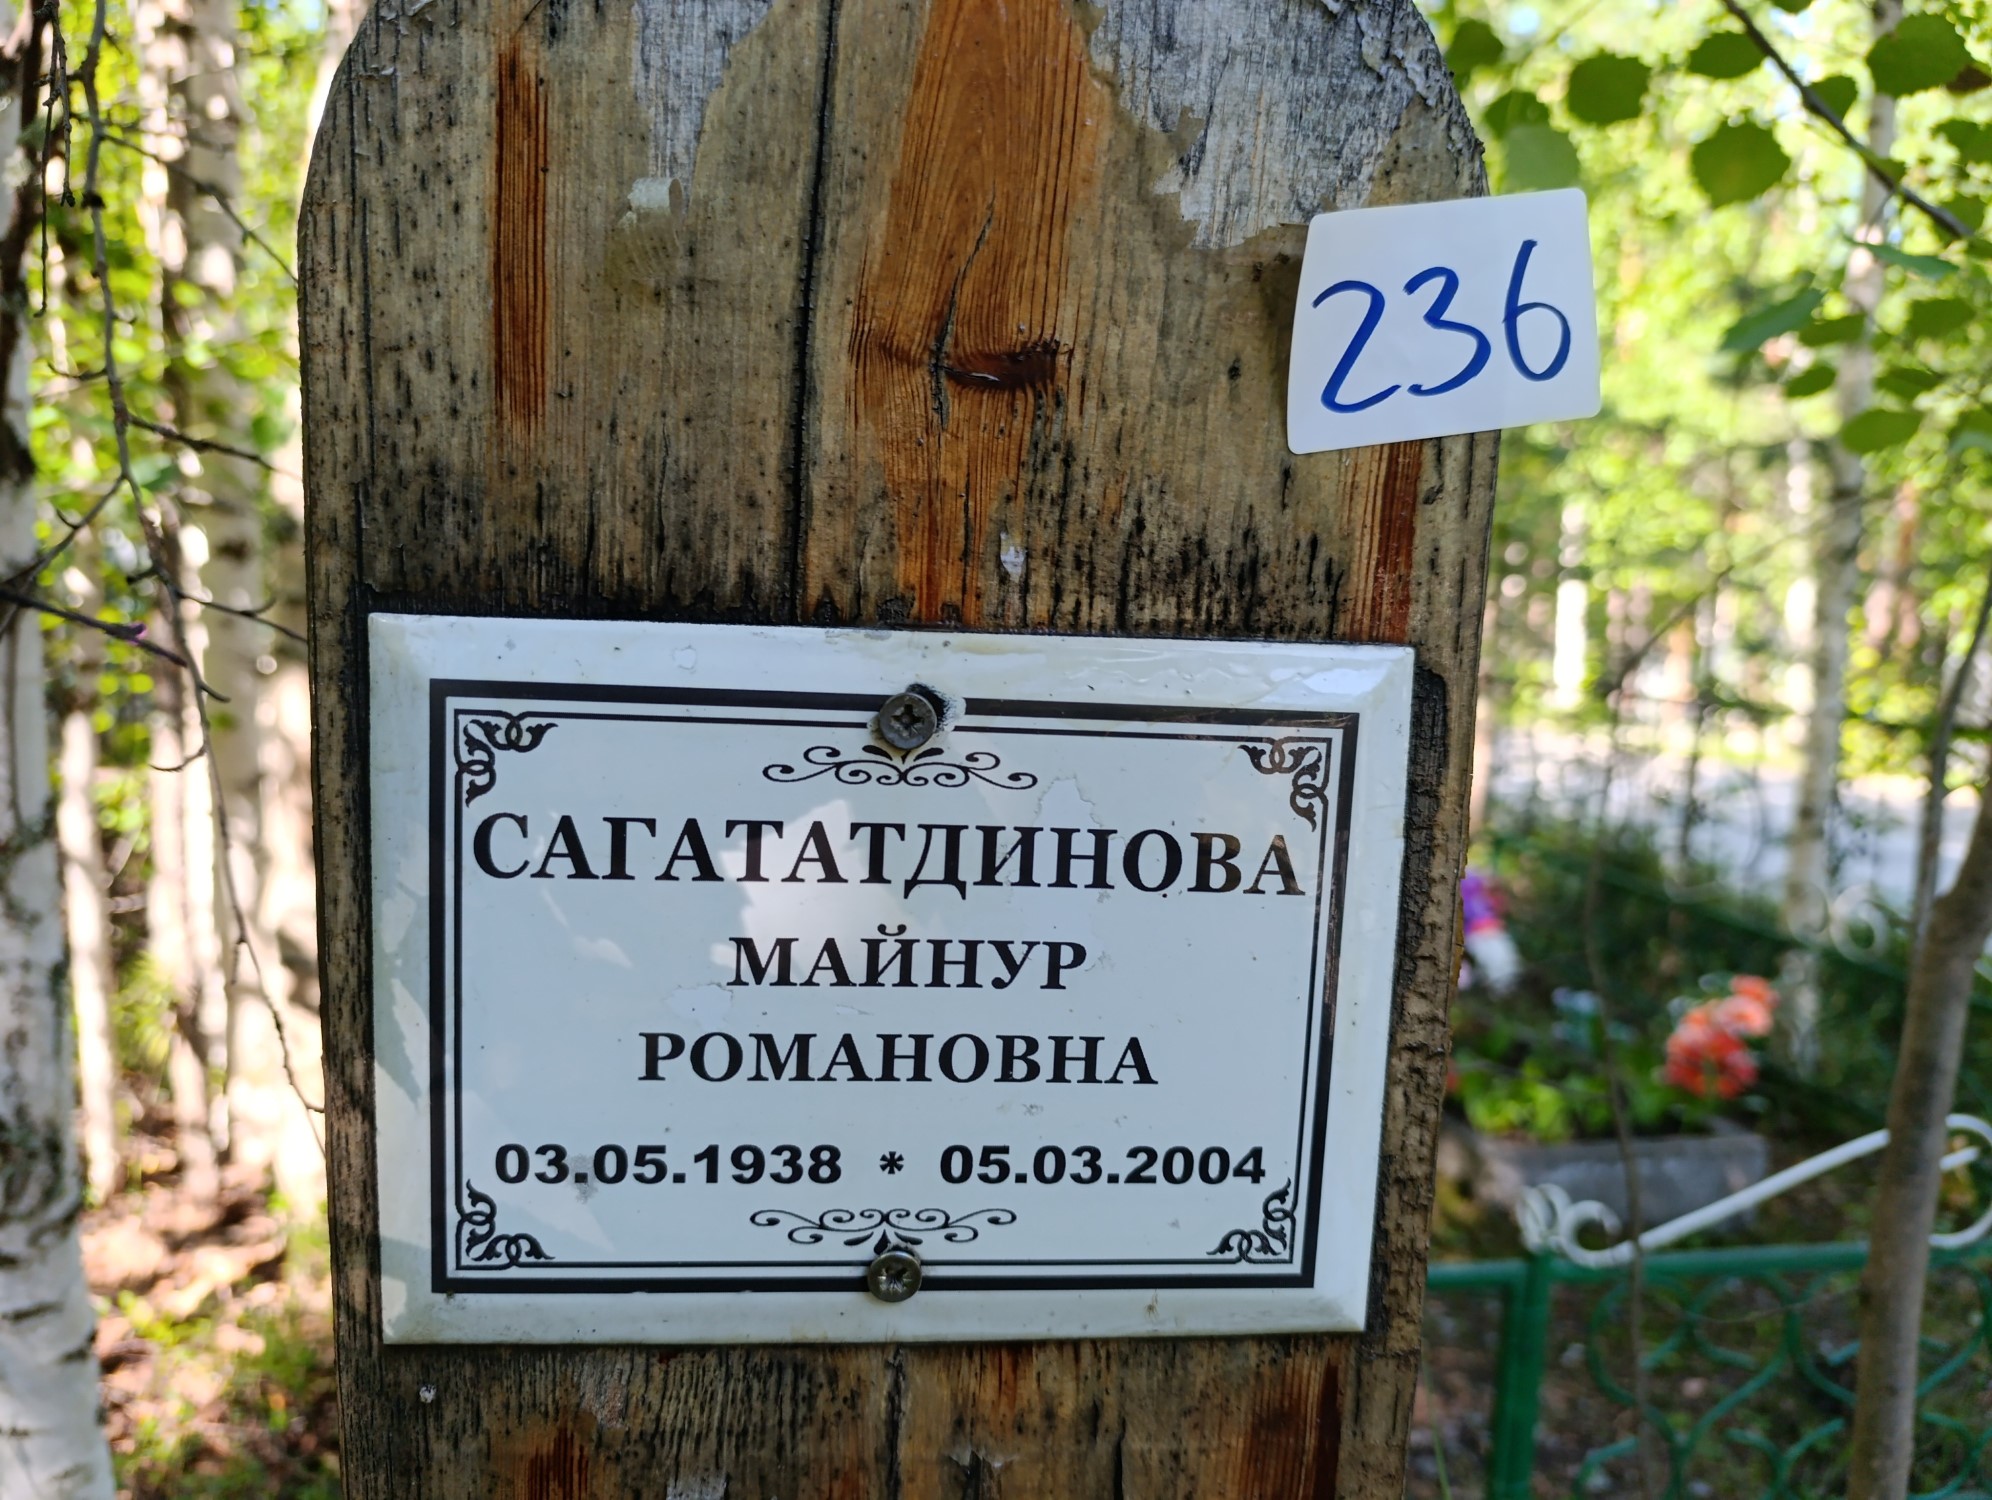 236
САГАТАТДИНОВА
МАЙНУР
РОМАНОВНА
03.05.1938 * 05.03.2004